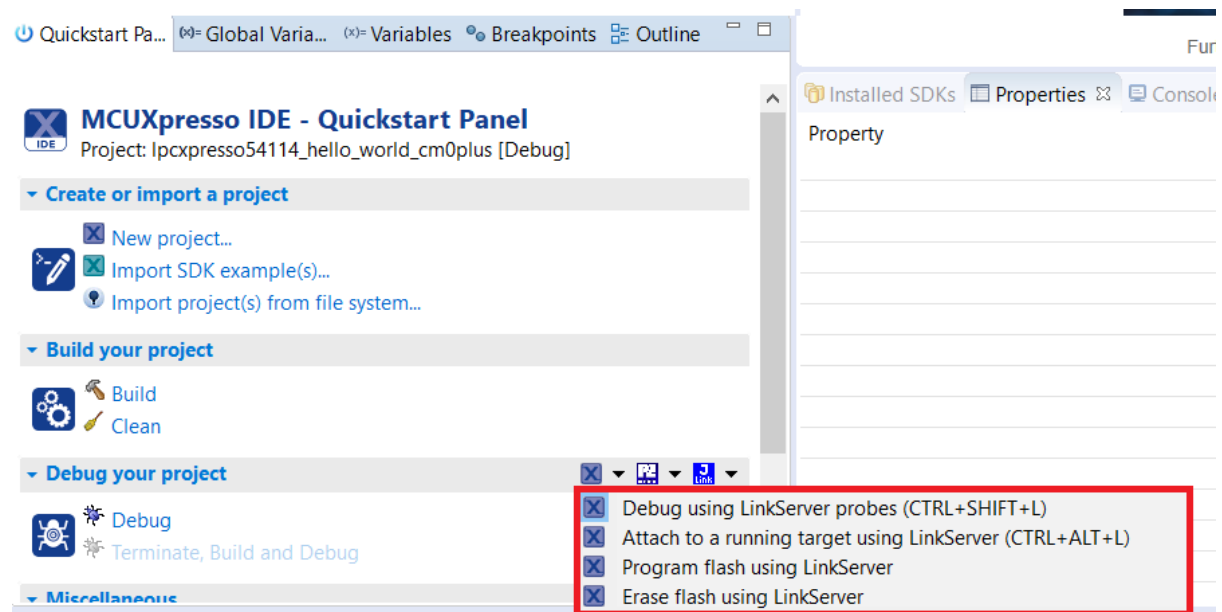 Quickstart Pa... (x)= Global Varia... (x)= Variables Breakpoints Outline
MCUXpresso IDE - Quickstart Panel
IDE
Project: lpcxpresso54114_hello_world_cm0plus [Debug]
Create or import a project
New project...
Import SDK example(s)...
Import project(s) from file system...
Build your project
Build
Clean
Debug your project
Debug
Terminate, Build and Debug
Miscellaneous
Debug using LinkServer probes (CTRL+SHIFT+L)
Attach to a running target using LinkServer (CTRL+ALT+L)
Program flash using LinkServer
Erase flash using LinkServer
Fun
Installed SDKs Properties Console
Property